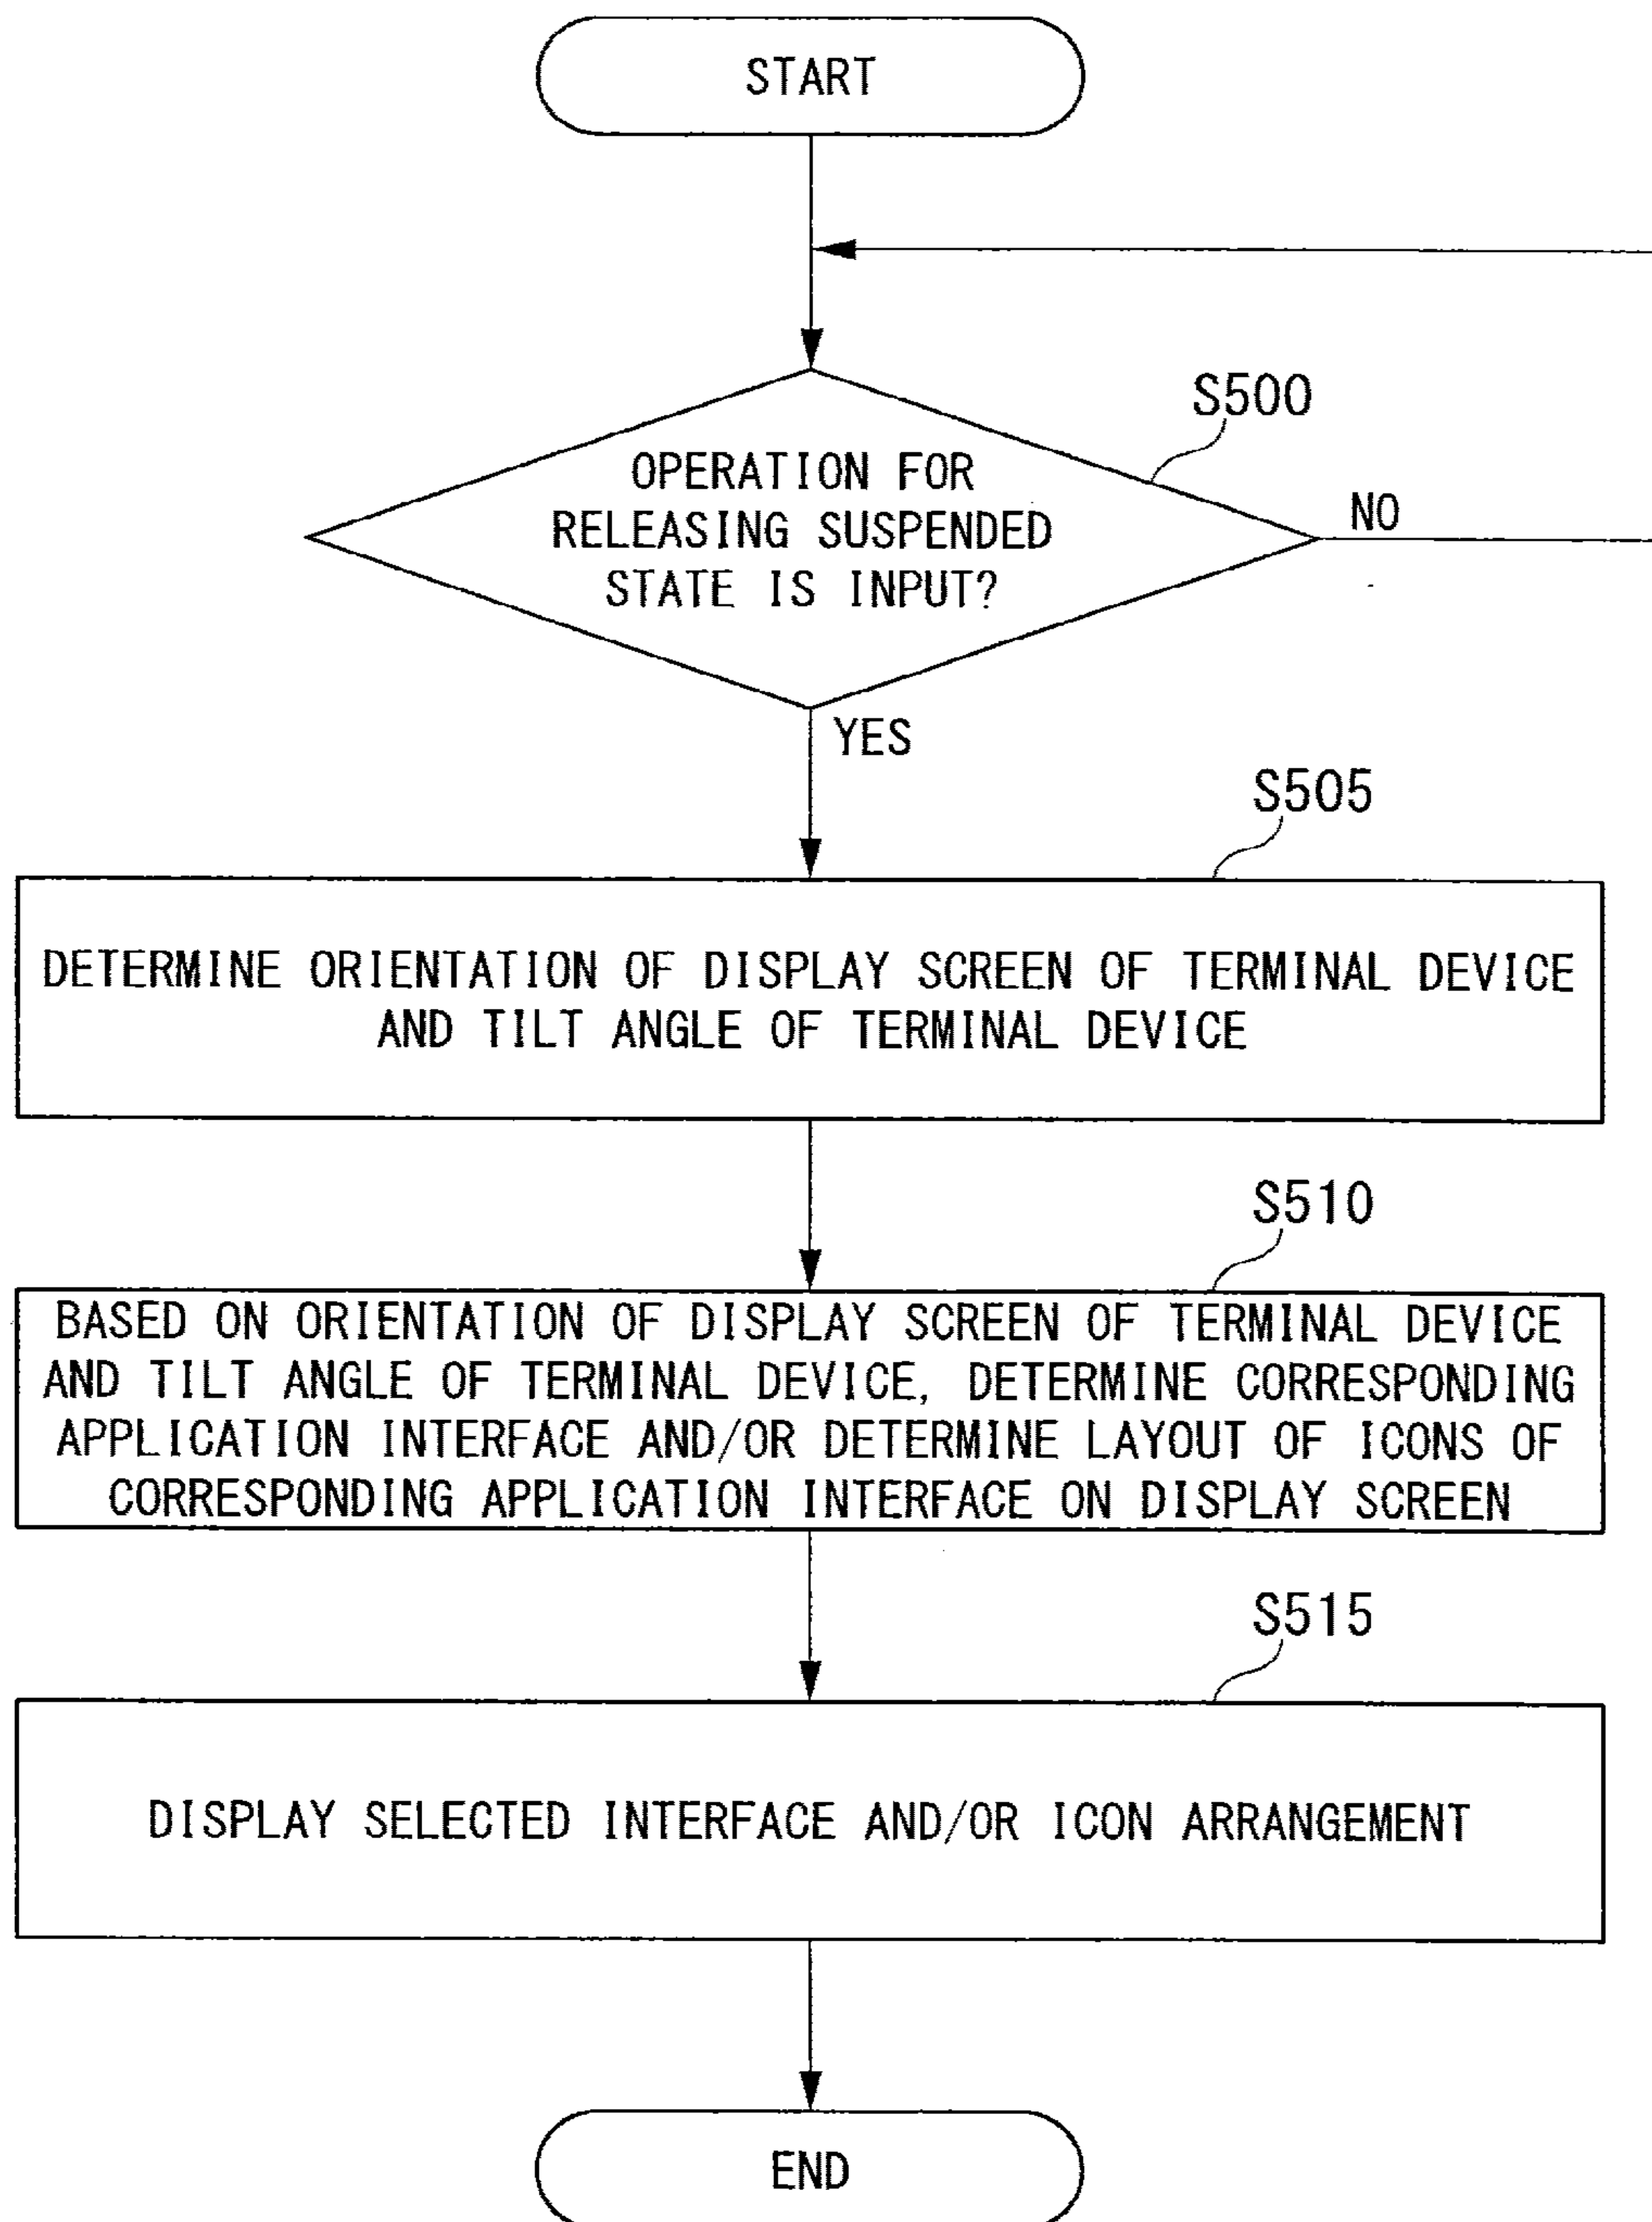 START
S500
OPERATION FOR
RELEASING SUSPENDED
STATE IS INPUT?
NO
YES
S505
DETERMINE ORIENTATION OF DISPLAY SCREEN OF TERMINAL DEVICE
AND TILT ANGLE OF TERMINAL DEVICE
S510
BASED ON ORIENTATION OF DISPLAY SCREEN OF TERMINAL DEVICE
AND TILT ANGLE OF TERMINAL DEVICE, DETERMINE CORRESPONDING
APPLICATION INTERFACE AND/OR DETERMINE LAYOUT OF ICONS OF
CORRESPONDING APPLICATION INTERFACE ON DISPLAY SCREEN
S515
DISPLAY SELECTED INTERFACE AND/OR ICON ARRANGEMENT
END